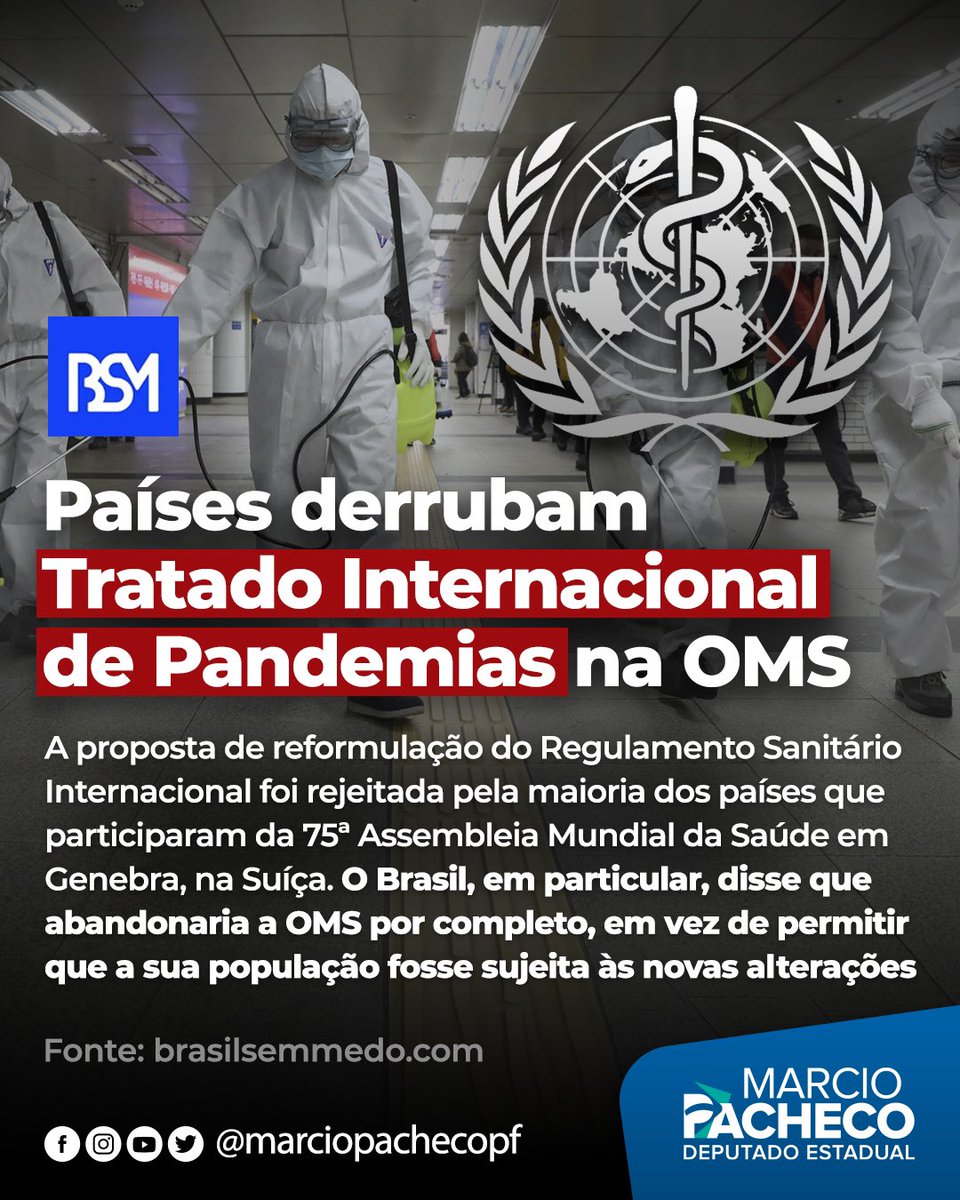 BSM
Países derrubam
Tratado Internacional
de Pandemias na OMS
A proposta de reformulação do Regulamento Sanitário
Internacional foi rejeitada pela maioria dos países que
participaram da 75ª Assembleia Mundial da Saúde em
Genebra, na Suíça. O Brasil, em particular, disse que
abandonaria a OMS por completo, em vez de permitir
que a sua população fosse sujeita às novas alterações
Fonte: brasilsemmedo.com
@marciopachecopf
MARCIO
PACHECO
DEPUTADO ESTADUAL